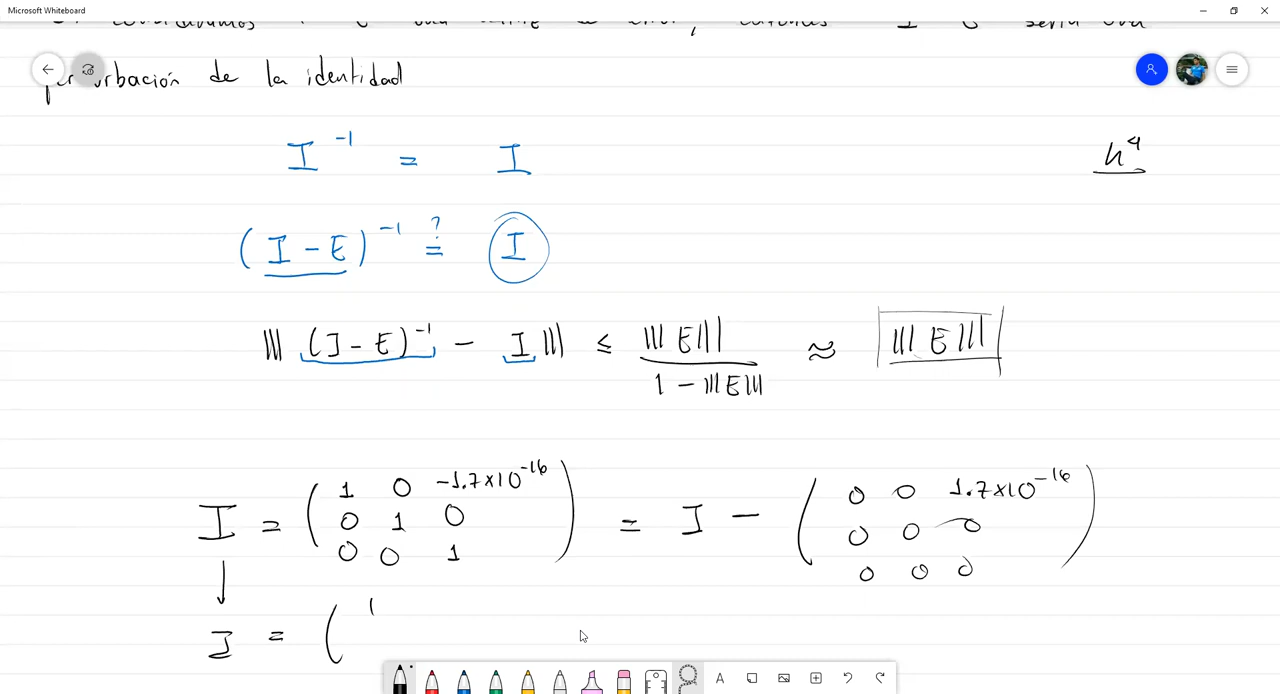 Microsoft Whiteboard
perturbación de la identidad
I⁻¹ = I
h⁴
(I − E)⁻¹ ≟ I
||| (I − E)⁻¹ − I ||| ≤ |||E||| / (1 − |||E|||) ≈ |||E|||
I = ( 1 0 −1.7×10⁻¹⁶ ) = I − ( 0 0 1.7×10⁻¹⁶ )
0 1 0 0 0 0
0 0 1 0 0 0
↓
I = ( 1
A